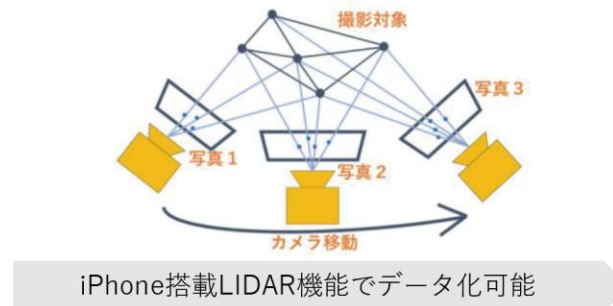 撮影対象
写真3
写真1
写真2
カメラ移動
iPhone搭載LIDAR機能でデータ化可能